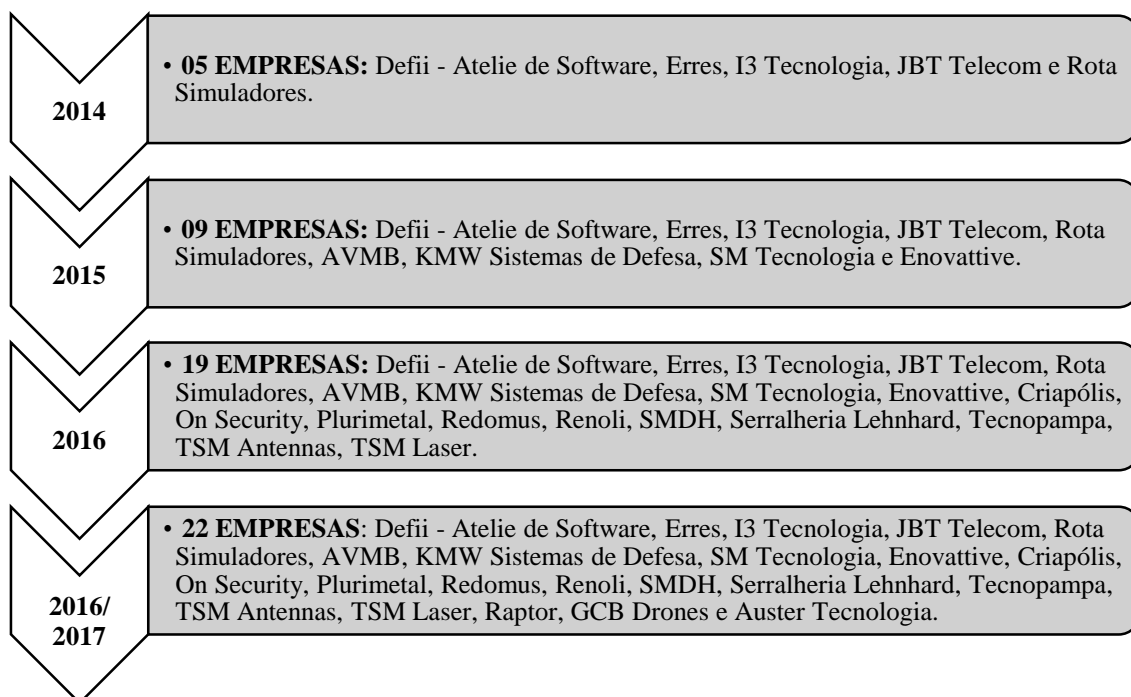 2014
• 05 EMPRESAS: Defii - Atelie de Software, Erres, I3 Tecnologia, JBT Telecom e Rota
Simuladores.
2015
• 09 EMPRESAS: Defii - Atelie de Software, Erres, I3 Tecnologia, JBT Telecom, Rota
Simuladores, AVMB, KMW Sistemas de Defesa, SM Tecnologia e Enovattive.
2016
• 19 EMPRESAS: Defii - Atelie de Software, Erres, I3 Tecnologia, JBT Telecom, Rota
Simuladores, AVMB, KMW Sistemas de Defesa, SM Tecnologia, Enovattive, Criapólis,
On Security, Plurimetal, Redomus, Renoli, SMDH, Serralheria Lehnhard, Tecnopampa,
TSM Antennas, TSM Laser.
2016/
2017
• 22 EMPRESAS: Defii - Atelie de Software, Erres, I3 Tecnologia, JBT Telecom, Rota
Simuladores, AVMB, KMW Sistemas de Defesa, SM Tecnologia, Enovattive, Criapólis,
On Security, Plurimetal, Redomus, Renoli, SMDH, Serralheria Lehnhard, Tecnopampa,
TSM Antennas, TSM Laser, Raptor, GCB Drones e Auster Tecnologia.